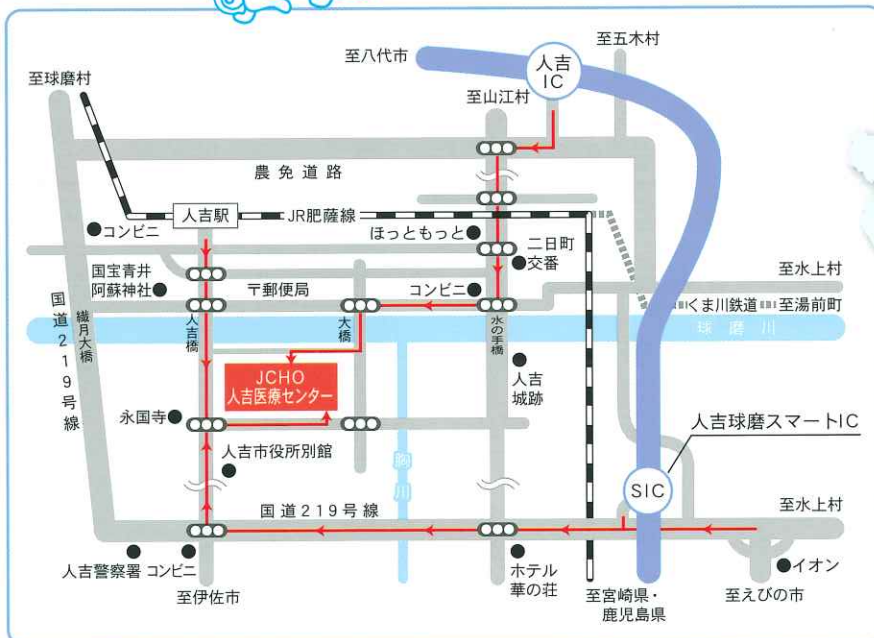 至五木村
至八代市
人吉
IC
至球磨村
至山江村
農免道路
人吉駅
JR肥薩線
コンビニ
ほっともっと
二日町
交番
国宝青井
阿蘇神社
〒郵便局
コンビニ
至水上村
くま川鉄道
至湯前町
国道219号線
繊月大橋
人吉橋
大橋
水の手橋
球磨川
JCHO
人吉医療センター
人吉
城跡
永国寺
人吉球磨スマートIC
人吉市役所別館
胸川
SIC
国道219号線
至水上村
人吉警察署
コンビニ
ホテル
華の荘
イオン
至伊佐市
至宮崎県・
鹿児島県
至えびの市